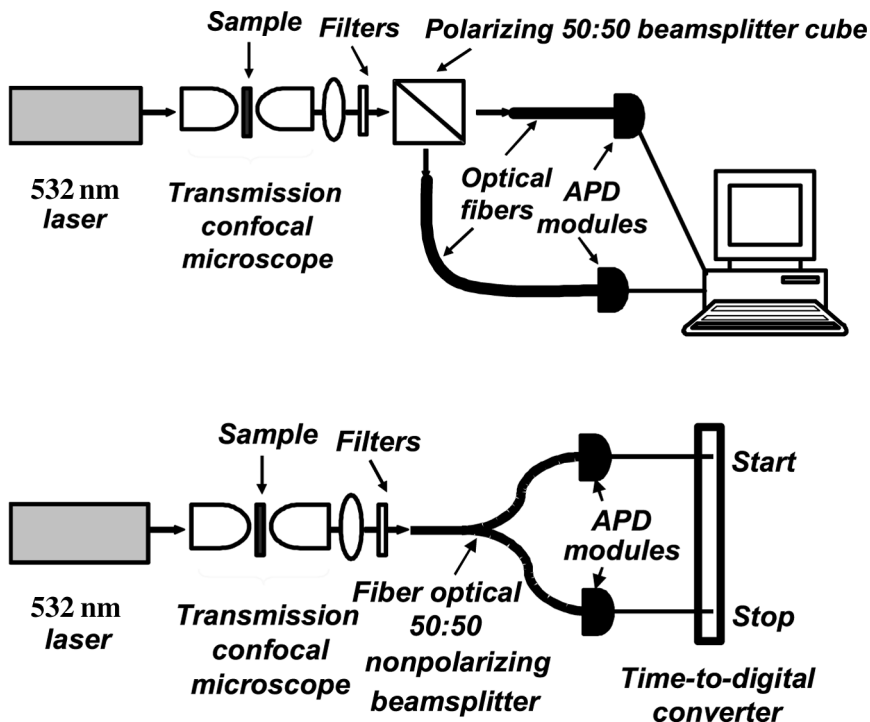 Sample
Filters
Polarizing 50:50 beamsplitter cube
532 nm
laser
Transmission
confocal
microscope
Optical
fibers
APD
modules
Sample
Filters
Start
APD
modules
Stop
532 nm
laser
Transmission
confocal
microscope
Fiber optical
50:50
nonpolarizing
beamsplitter
Time-to-digital
converter